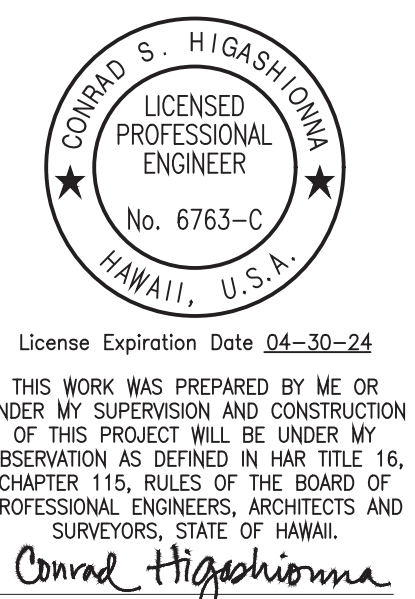 CONRAD S. HIGASHIONNA
LICENSED
PROFESSIONAL
ENGINEER
No. 6763-C
HAWAII, U.S.A.
License Expiration Date 04-30-24
THIS WORK WAS PREPARED BY ME OR
NDER MY SUPERVISION AND CONSTRUCTION
OF THIS PROJECT WILL BE UNDER MY
BSERVATION AS DEFINED IN HAR TITLE 16,
CHAPTER 115, RULES OF THE BOARD OF
ROFESSIONAL ENGINEERS, ARCHITECTS AND
SURVEYORS, STATE OF HAWAII.
Conrad Higashionna